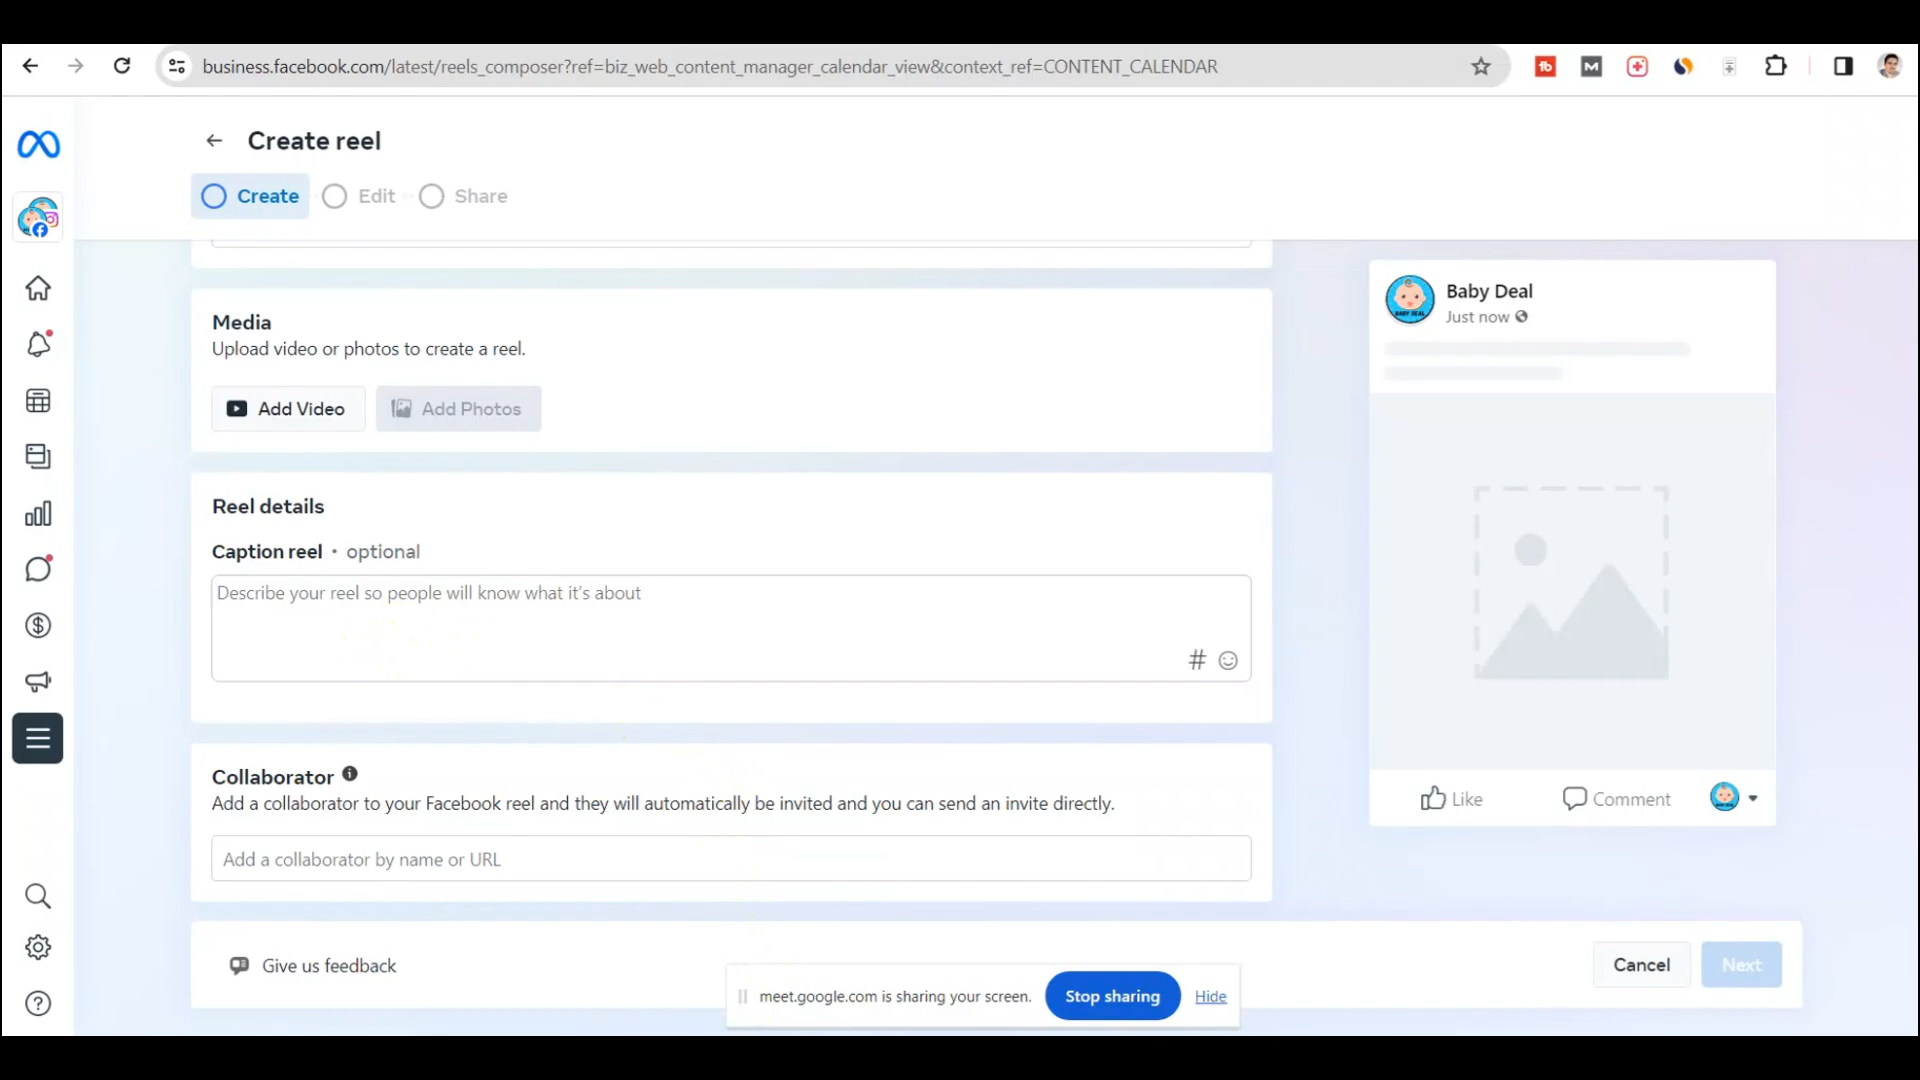 business.facebook.com/latest/reels_composer?ref=biz_web_content_manager_calendar_view&context_ref=CONTENT_CALENDAR
Create reel
Create
Edit
Share
Media
Upload video or photos to create a reel.
Add Video
Add Photos
Reel details
Caption reel • optional
Describe your reel so people will know what it's about
#
Collaborator
Add a collaborator to your Facebook reel and they will automatically be invited and you can send an invite directly.
Add a collaborator by name or URL
Give us feedback
Cancel
Next
Baby Deal
Just now
BABY DEAL
Like
Comment
meet.google.com is sharing your screen.
Stop sharing
Hide